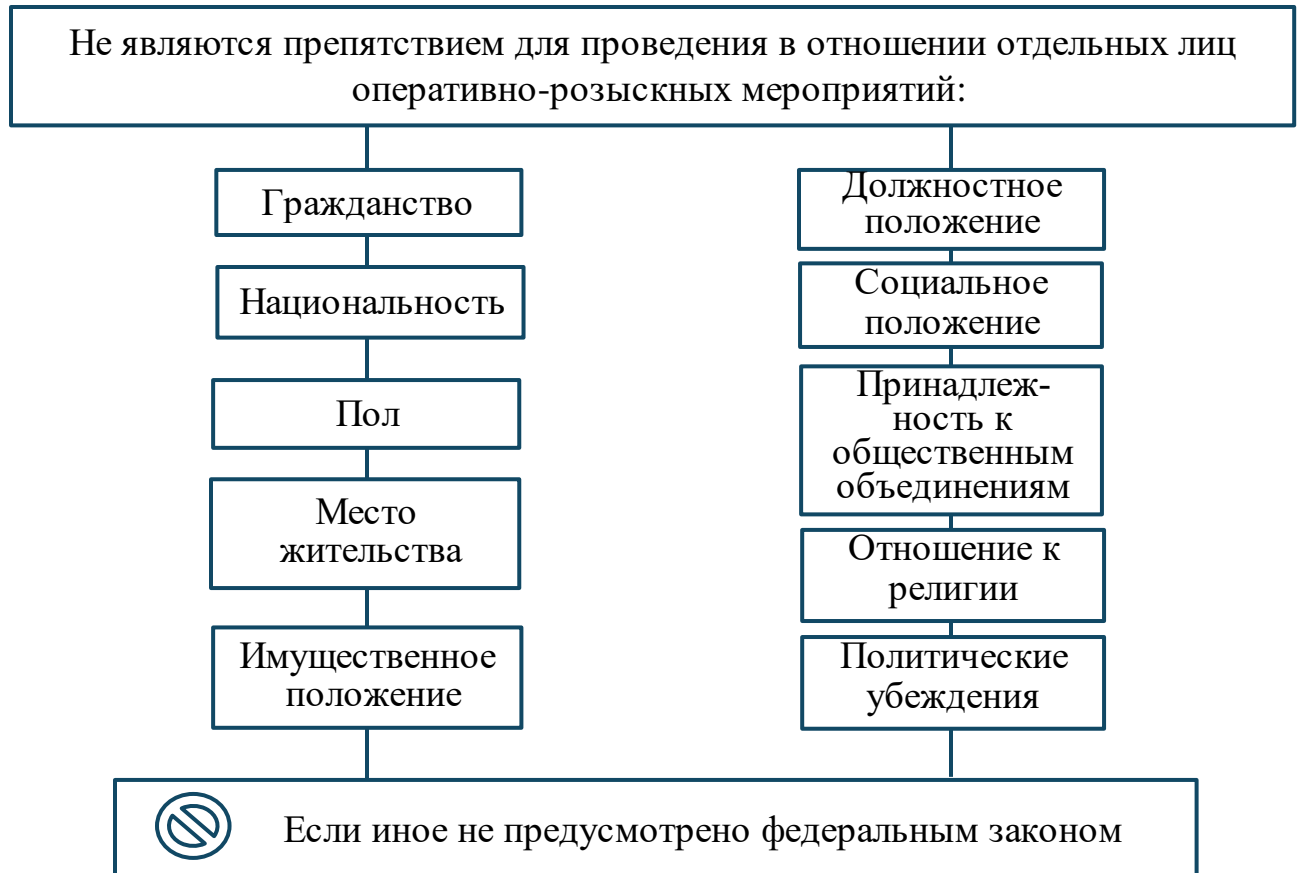 Не являются препятствием для проведения в отношении отдельных лиц
оперативно-розыскных мероприятий:
Гражданство
Национальность
Пол
Место
жительства
Имущественное
положение
Должностное
положение
Социальное
положение
Принадлеж-
ность к
общественным
объединениям
Отношение к
религии
Политические
убеждения
Если иное не предусмотрено федеральным законом